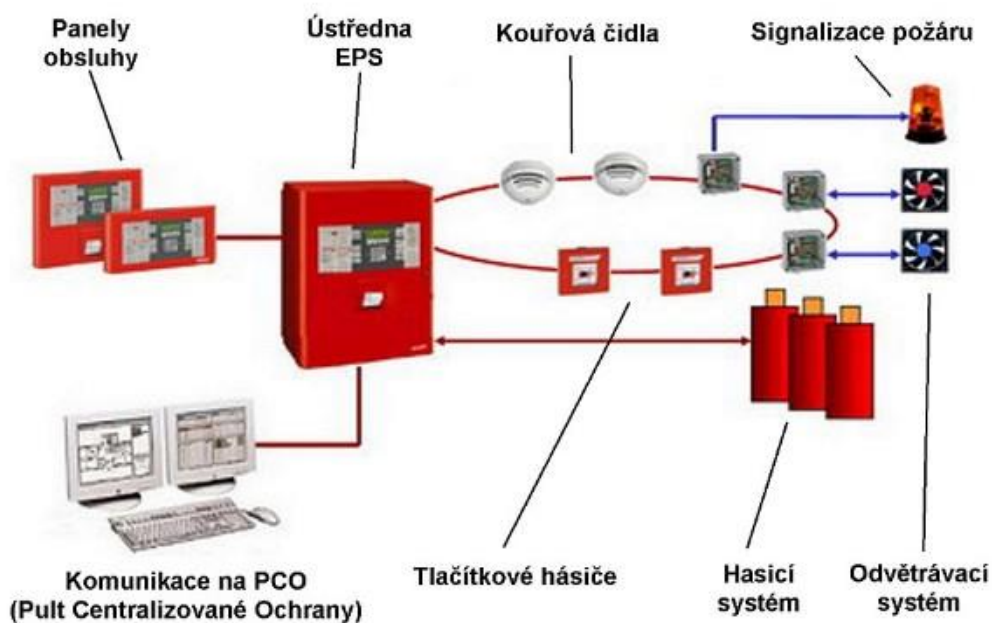 Panely
obsluhy
Ústředna
EPS
Kouřová čidla
Signalizace požáru
Komunikace na PCO
(Pult Centralizované Ochrany)
Tlačítkové hásiče
Hasicí
systém
Odvětrávací
systém